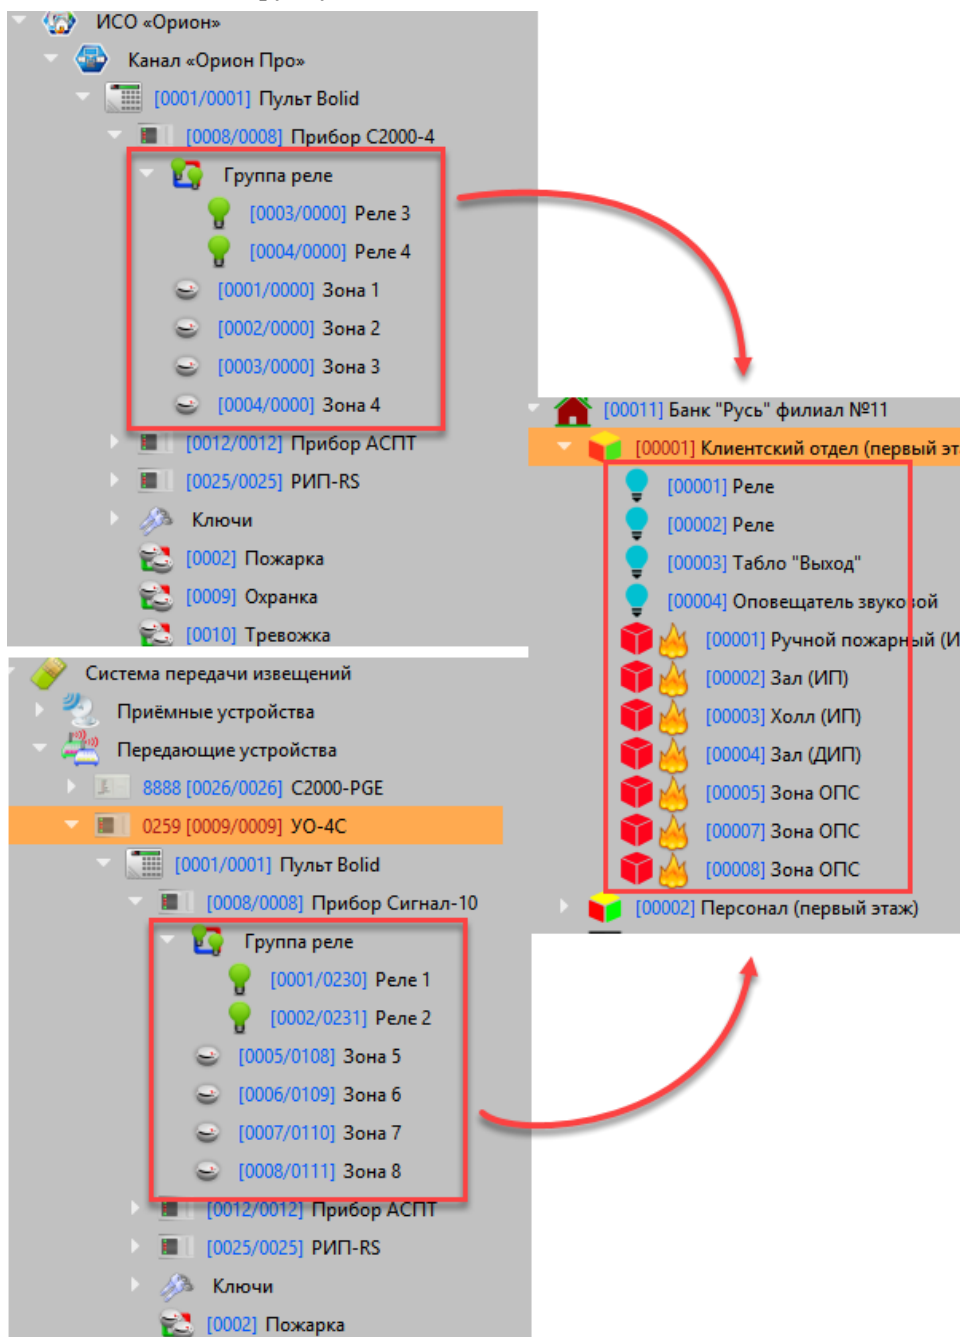 ИСО «Орион»
Канал «Орион Про»
[0001/0001] Пульт Bolid
[0008/0008] Прибор С2000-4
Группа реле
[0003/0000] Реле 3
[0004/0000] Реле 4
[0001/0000] Зона 1
[0002/0000] Зона 2
[0003/0000] Зона 3
[0004/0000] Зона 4
[0012/0012] Прибор АСПТ
[0025/0025] РИП-RS
Ключи
[0002] Пожарка
[0009] Охранка
[0010] Тревожка
Система передачи извещений
Приёмные устройства
Передающие устройства
8888 [0026/0026] С2000-PGE
0259 [0009/0009] УО-4С
[0001/0001] Пульт Bolid
[0008/0008] Прибор Сигнал-10
Группа реле
[0001/0230] Реле 1
[0002/0231] Реле 2
[0005/0108] Зона 5
[0006/0109] Зона 6
[0007/0110] Зона 7
[0008/0111] Зона 8
[0012/0012] Прибор АСПТ
[0025/0025] РИП-RS
Ключи
[0002] Пожарка
[00011] Банк "Русь" филиал №11
[00001] Клиентский отдел (первый эт
[00001] Реле
[00002] Реле
[00003] Табло "Выход"
[00004] Оповещатель звуковой
[00001] Ручной пожарный (И
[00002] Зал (ИП)
[00003] Холл (ИП)
[00004] Зал (ДИП)
[00005] Зона ОПС
[00007] Зона ОПС
[00008] Зона ОПС
[00002] Персонал (первый этаж)